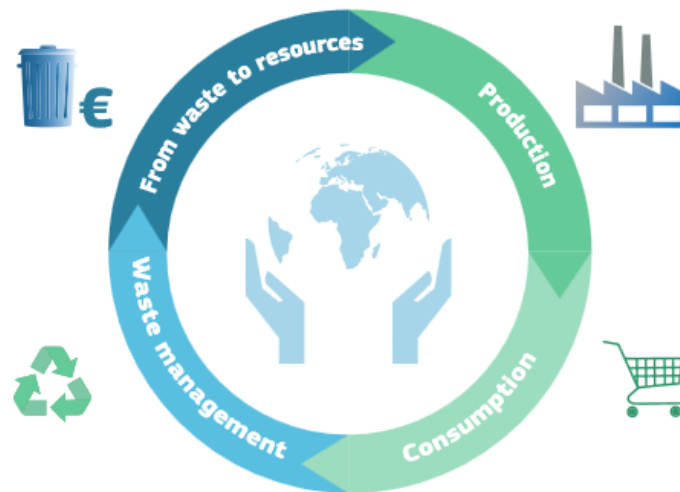 From waste to resources
Production
Consumption
Waste management
€